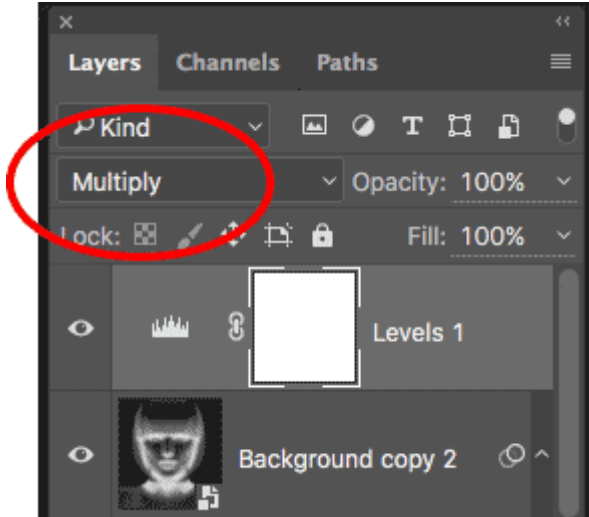 Layers Channels Paths
Kind
Multiply Opacity: 100%
Lock: Fill: 100%
Levels 1
Background copy 2